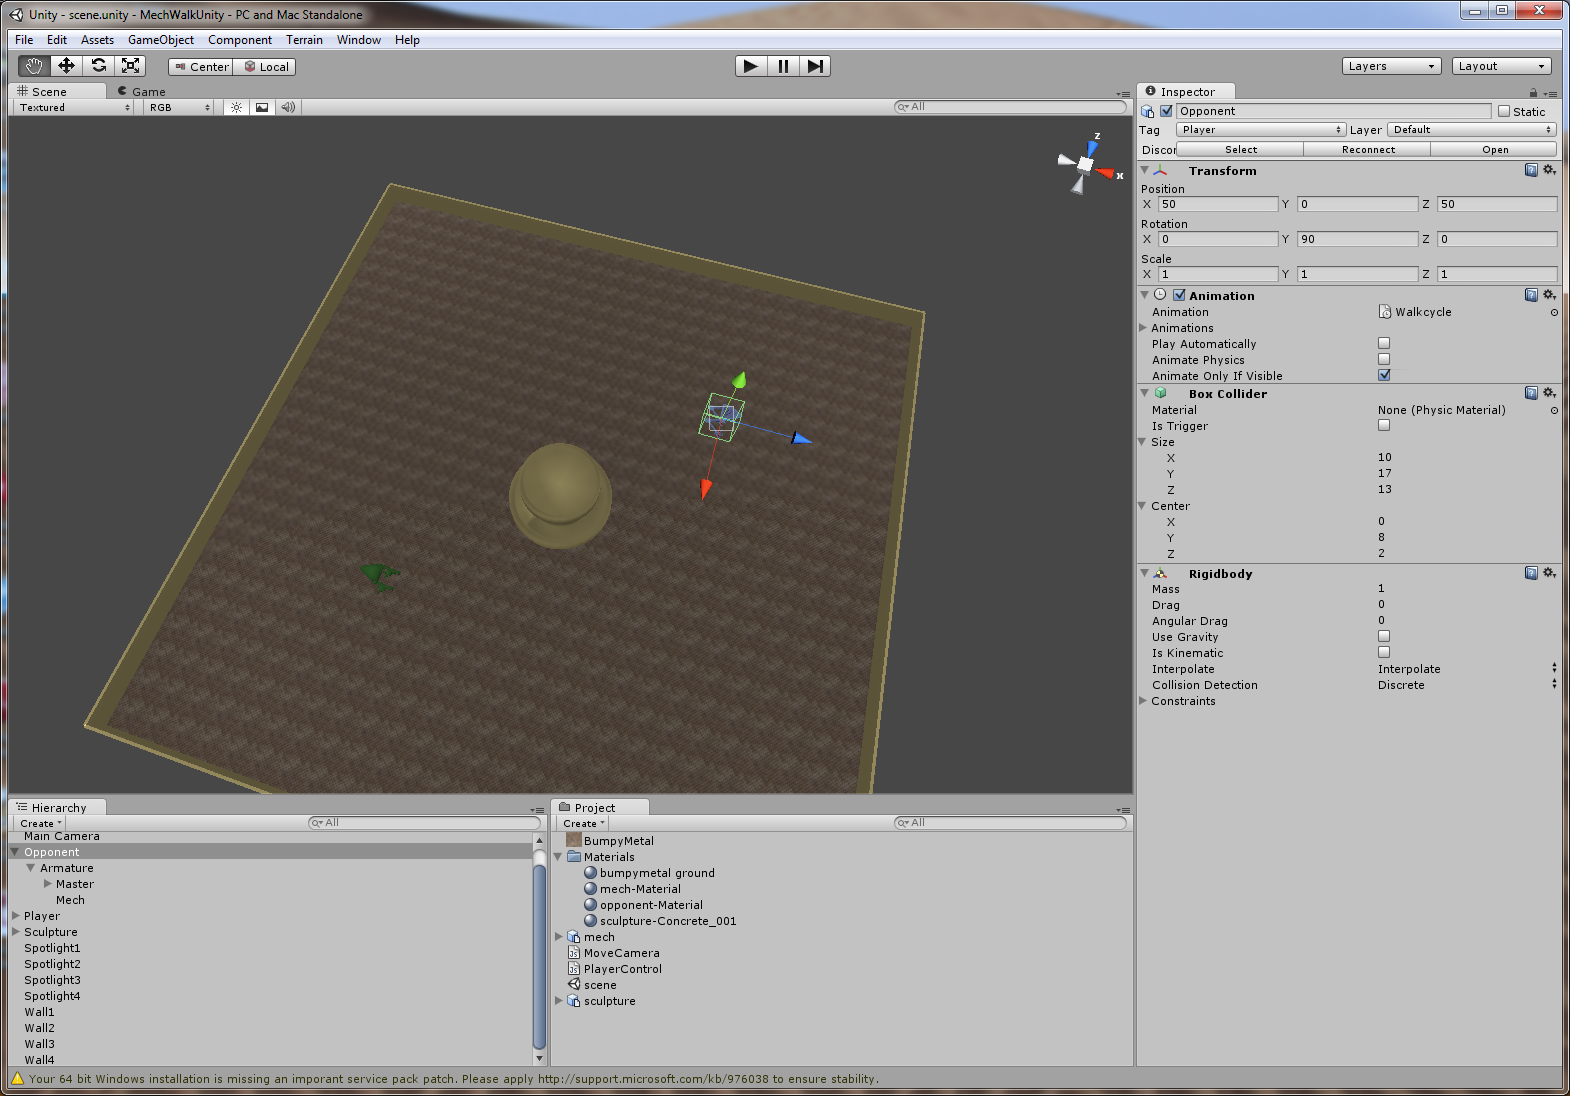 Unity - scene.unity - MechWalkUnity - PC and Mac Standalone
File Edit Assets GameObject Component Terrain Window Help
Center Local Layers Layout
Scene Game
Textured RGB All
z
x
Inspector
Opponent Static
Tag Player Layer Default
Discor Select Reconnect Open
Transform
Position
X 50 Y 0 Z 50
Rotation
X 0 Y 90 Z 0
Scale
X 1 Y 1 Z 1
Animation
Animation Walkcycle
Animations
Play Automatically
Animate Physics
Animate Only If Visible
Box Collider
Material None (Physic Material)
Is Trigger
Size
X 10
Y 17
Z 13
Center
X 0
Y 8
Z 2
Rigidbody
Mass 1
Drag 0
Angular Drag 0
Use Gravity
Is Kinematic
Interpolate Interpolate
Collision Detection Discrete
Constraints
Hierarchy
Create All
Main Camera
Opponent
Armature
Master
Mech
Player
Sculpture
Spotlight1
Spotlight2
Spotlight3
Spotlight4
Wall1
Wall2
Wall3
Wall4
Project
Create All
BumpyMetal
Materials
bumpymetal ground
mech-Material
opponent-Material
sculpture-Concrete_001
mech
JS MoveCamera
JS PlayerControl
scene
sculpture
Your 64 bit Windows installation is missing an imporant service pack patch. Please apply http://support.microsoft.com/kb/976038 to ensure stability.